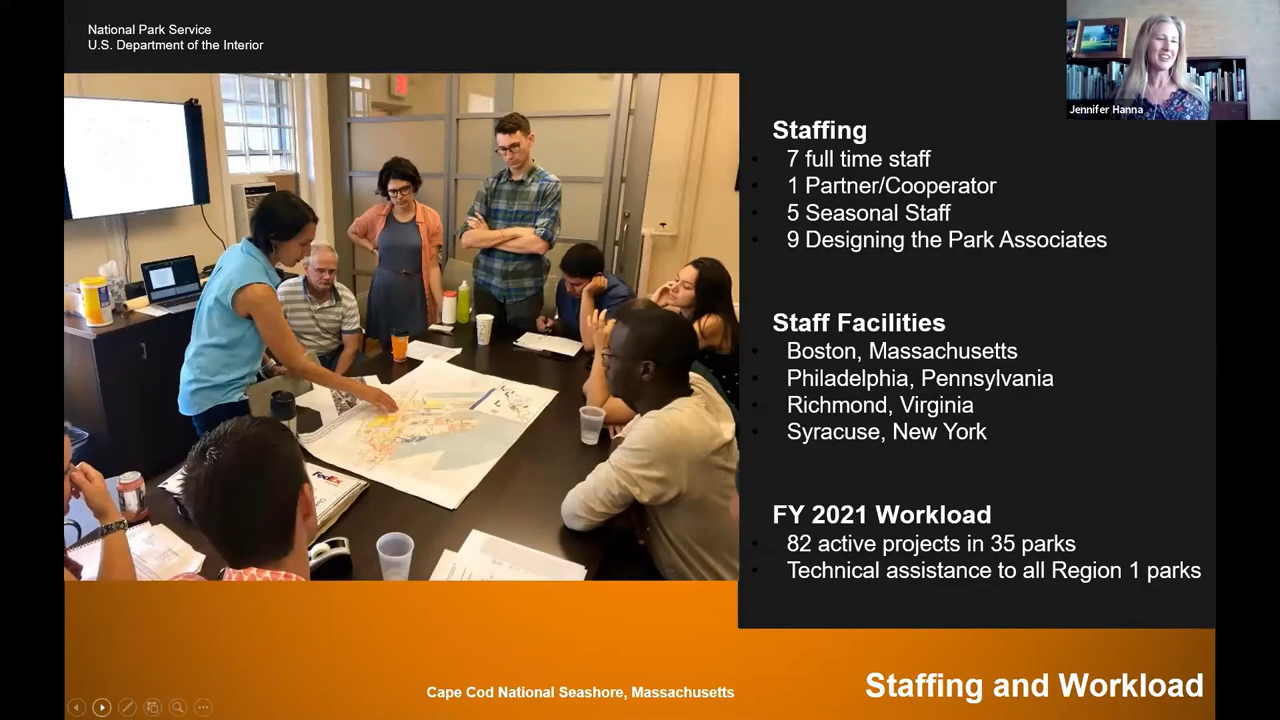 National Park Service
U.S. Department of the Interior
Jennifer Hanna
Staffing
7 full time staff
1 Partner/Cooperator
5 Seasonal Staff
9 Designing the Park Associates
Staff Facilities
Boston, Massachusetts
Philadelphia, Pennsylvania
Richmond, Virginia
Syracuse, New York
FY 2021 Workload
82 active projects in 35 parks
Technical assistance to all Region 1 parks
FedEx
Cape Cod National Seashore, Massachusetts
Staffing and Workload